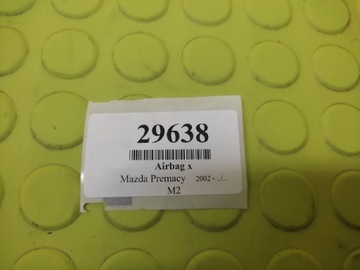 29638
Airbag x
Mazda Premacy 2002 - ../..
M2